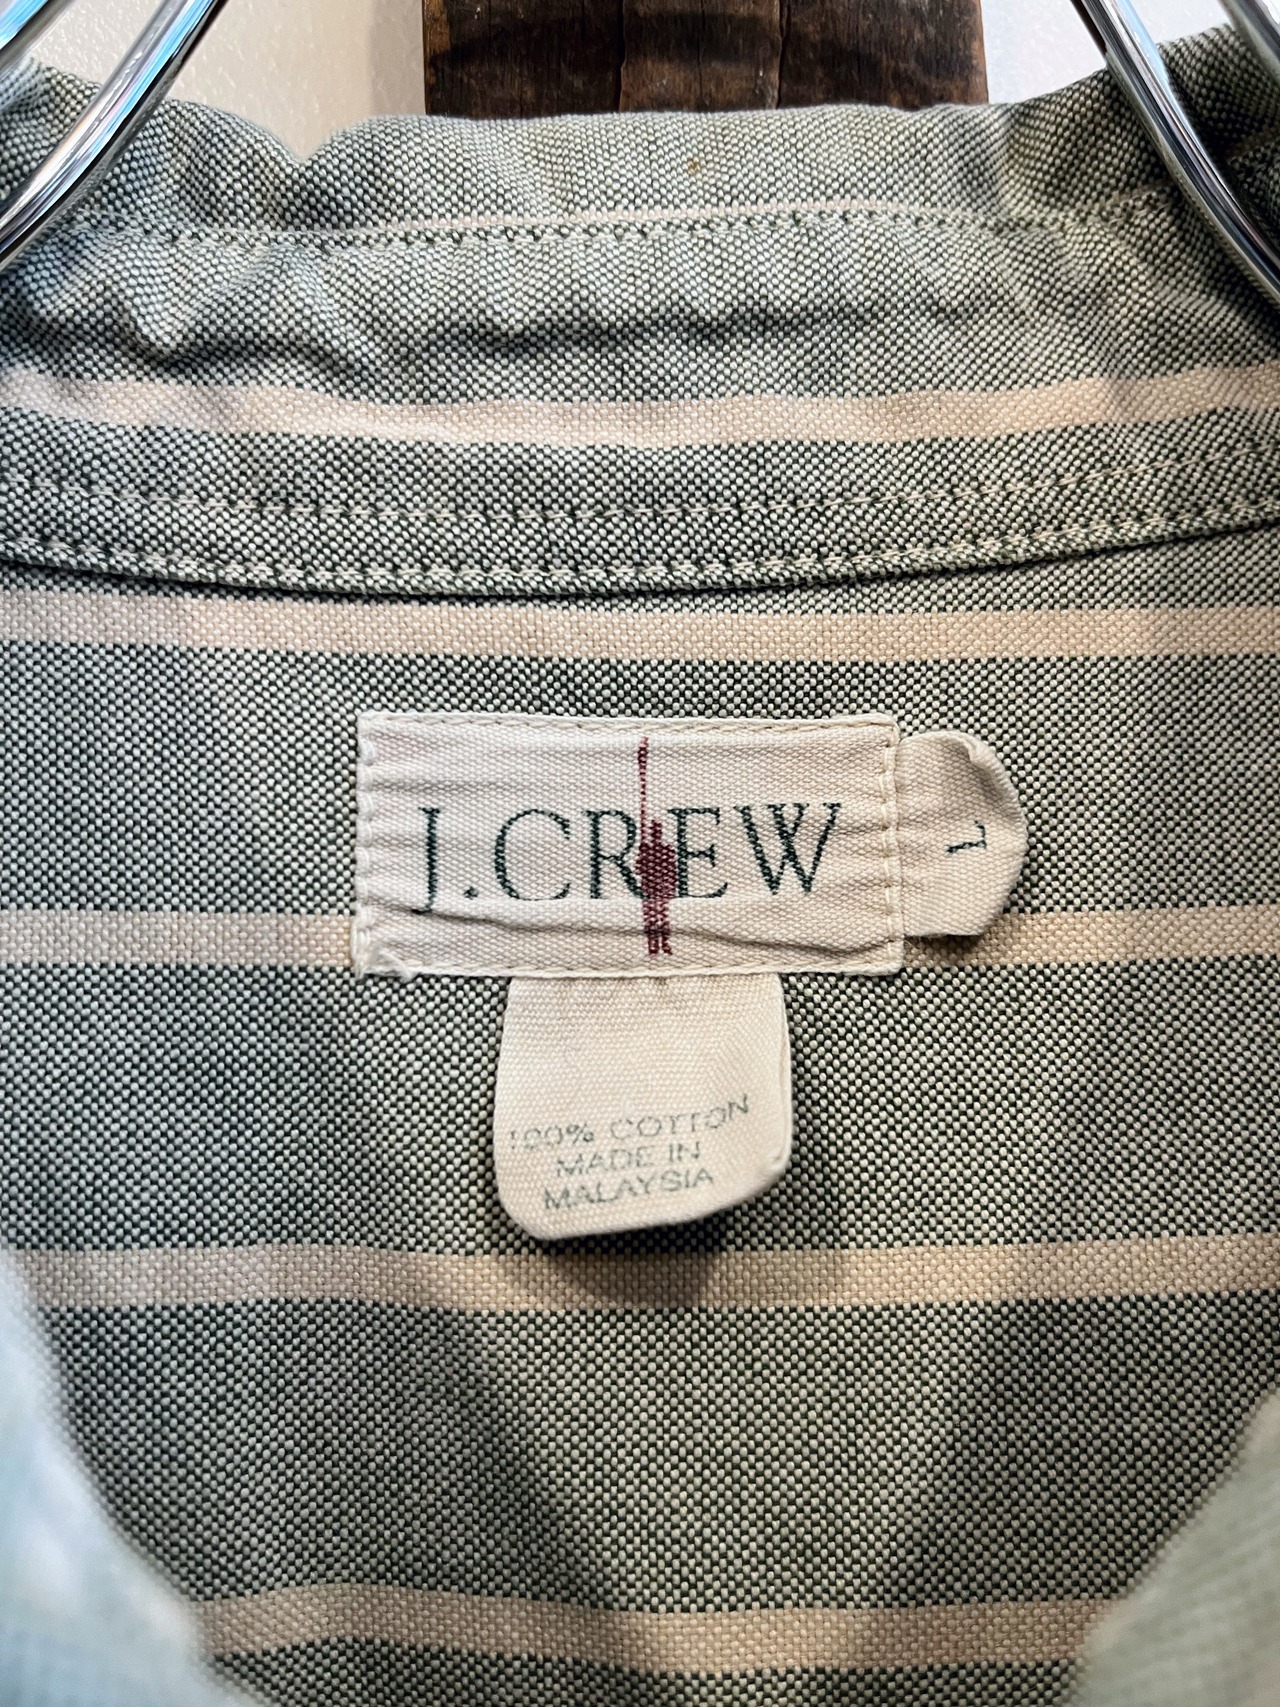 J.CREW
L
100% COTTON
MADE IN
MALAYSIA